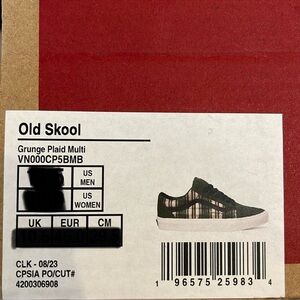 Old Skool
Grunge Plaid Multi
VN000CP5BMB
US
MEN
US
WOMEN
UK EUR CM
CLK - 08/23
CPSIA PO/CUT#
4200306908
1 96575 25983 4